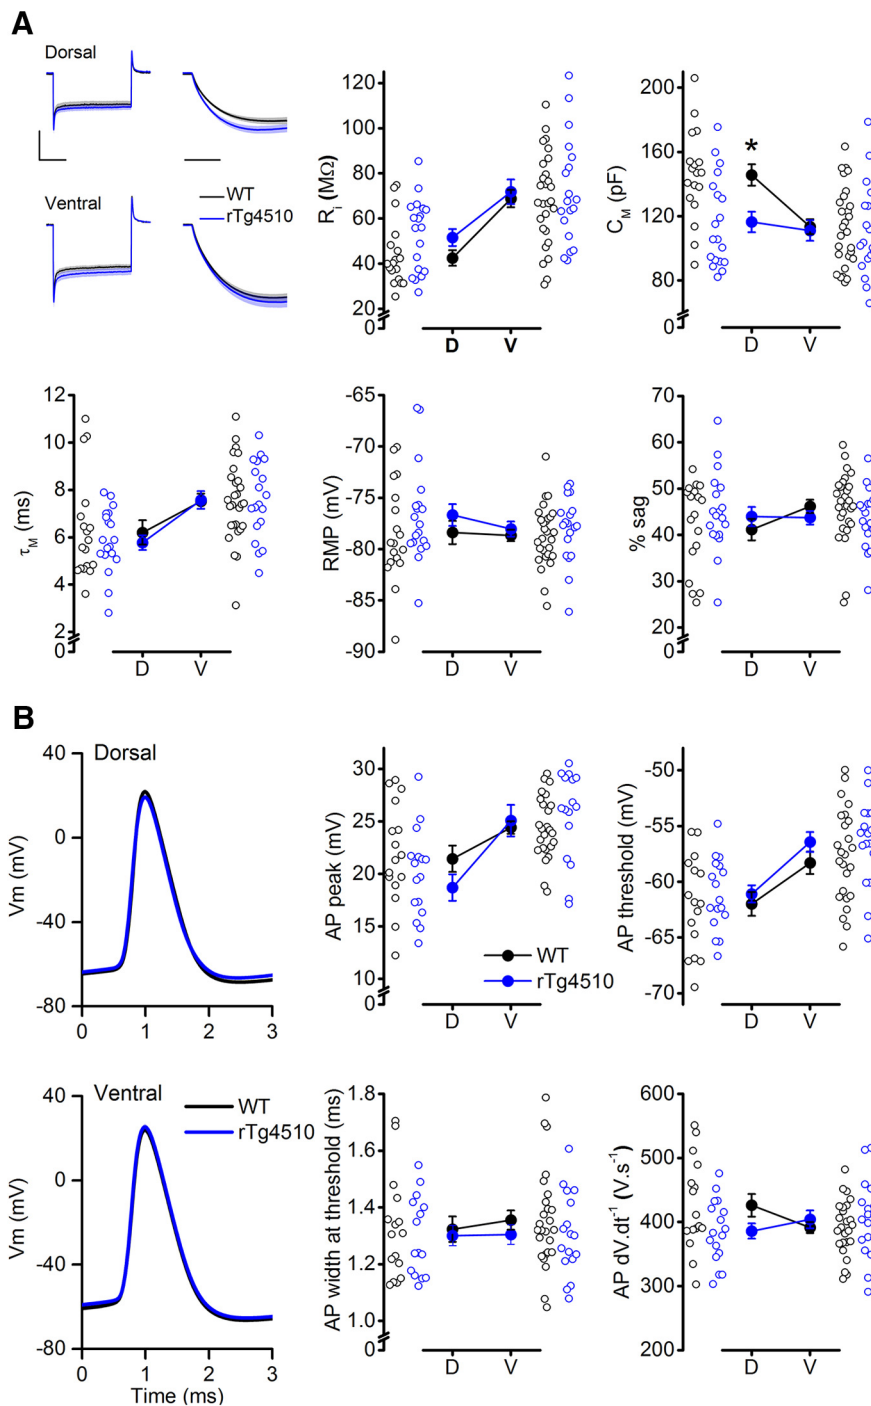 A
Dorsal
Ventral
WT
rTg4510
120
100
80
60
40
20
0
Rᵢ (MΩ)
D
V
200
160
120
80
0
C_M (pF)
*
D
V
12
10
8
6
4
2
0
τ_M (ms)
D
V
-65
-70
-75
-80
-85
-90
RMP (mV)
D
V
70
60
50
40
30
20
0
% sag
D
V
B
Dorsal
40
0
-40
-80
Vm (mV)
0
1
2
3
30
25
20
15
10
0
AP peak (mV)
WT
rTg4510
D
V
-50
-55
-60
-65
-70
AP threshold (mV)
D
V
Ventral
WT
rTg4510
40
0
-40
-80
Vm (mV)
0
1
2
3
Time (ms)
1.8
1.6
1.4
1.2
1.0
0
AP width at threshold (ms)
D
V
600
500
400
300
200
AP dV.dt⁻¹ (V.s⁻¹)
D
V